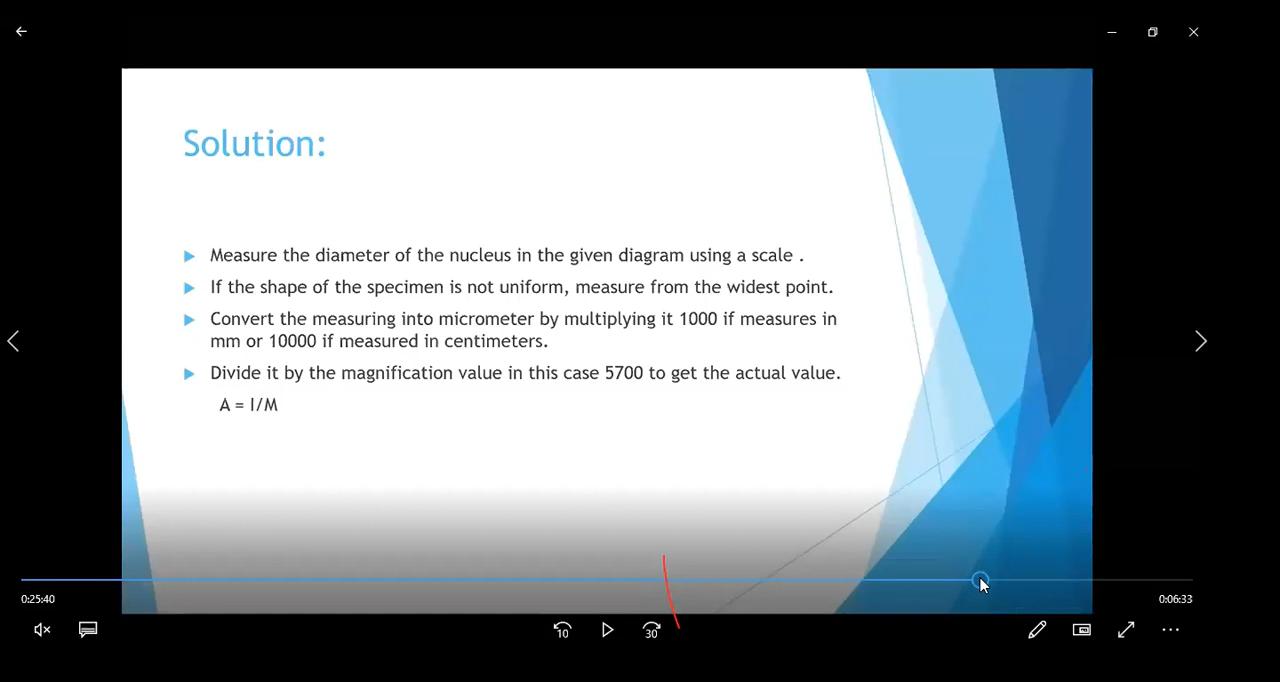 Solution:
Measure the diameter of the nucleus in the given diagram using a scale .
If the shape of the specimen is not uniform, measure from the widest point.
Convert the measuring into micrometer by multiplying it 1000 if measures in
mm or 10000 if measured in centimeters.
Divide it by the magnification value in this case 5700 to get the actual value.
A = I/M
0:25:40
0:06:33
10
30